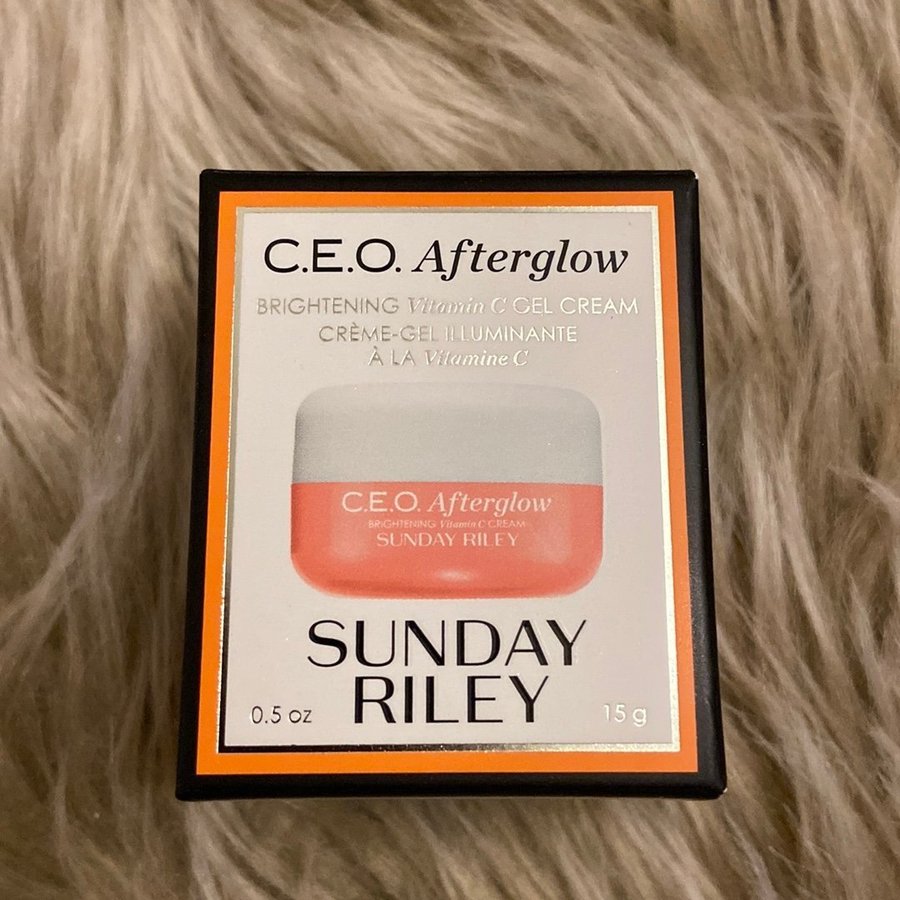 C.E.O. Afterglow
BRIGHTENING Vitamin C GEL CREAM
CRÈME-GEL ILLUMINANTE
À LA Vitamine C
C.E.O. Afterglow
BRIGHTENING Vitamin C CREAM
SUNDAY RILEY
SUNDAY
RILEY
0.5 oz
15 g